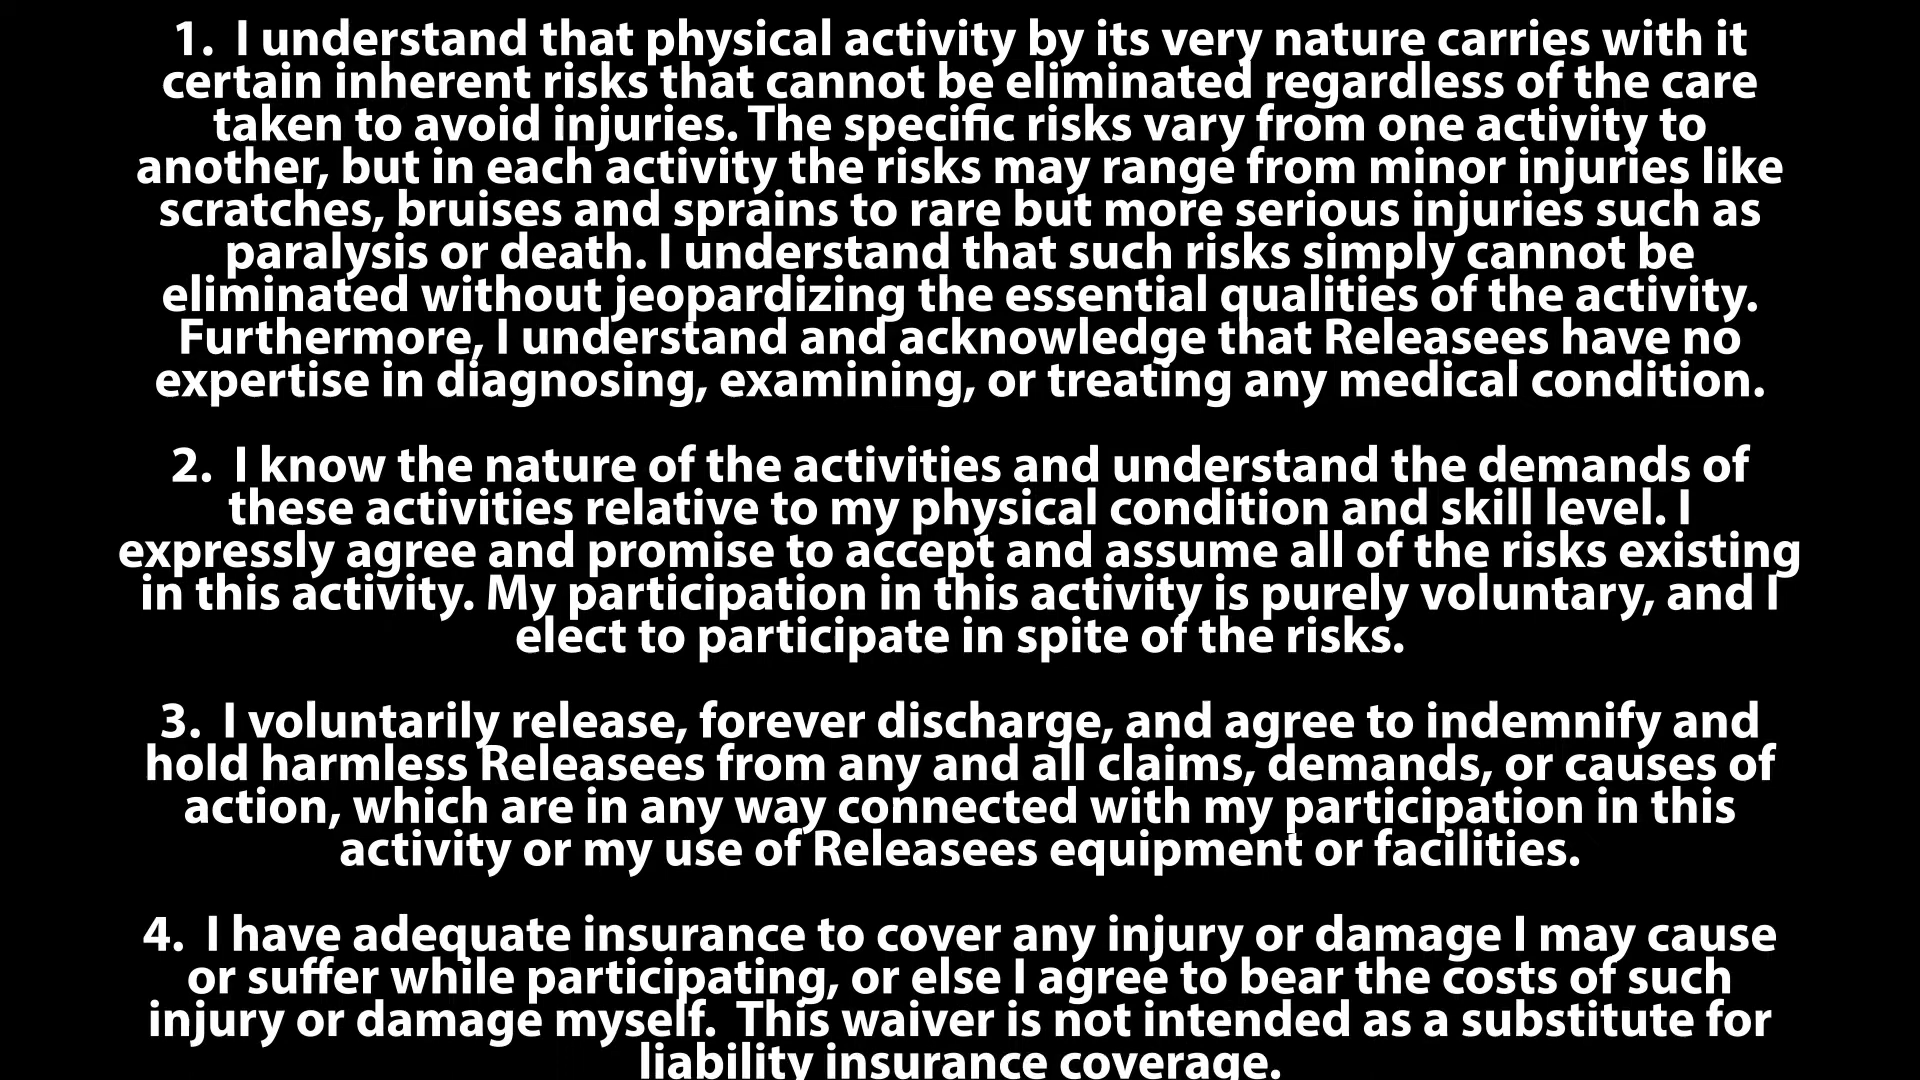 1.  I understand that physical activity by its very nature carries with it
certain inherent risks that cannot be eliminated regardless of the care
taken to avoid injuries. The specific risks vary from one activity to
another, but in each activity the risks may range from minor injuries like
scratches, bruises and sprains to rare but more serious injuries such as
paralysis or death. I understand that such risks simply cannot be
eliminated without jeopardizing the essential qualities of the activity.
Furthermore, I understand and acknowledge that Releasees have no
expertise in diagnosing, examining, or treating any medical condition.
2.  I know the nature of the activities and understand the demands of
these activities relative to my physical condition and skill level. I
expressly agree and promise to accept and assume all of the risks existing
in this activity. My participation in this activity is purely voluntary, and I
elect to participate in spite of the risks.
3.  I voluntarily release, forever discharge, and agree to indemnify and
hold harmless Releasees from any and all claims, demands, or causes of
action, which are in any way connected with my participation in this
activity or my use of Releasees equipment or facilities.
4.  I have adequate insurance to cover any injury or damage I may cause
or suffer while participating, or else I agree to bear the costs of such
injury or damage myself.  This waiver is not intended as a substitute for
liability insurance coverage.